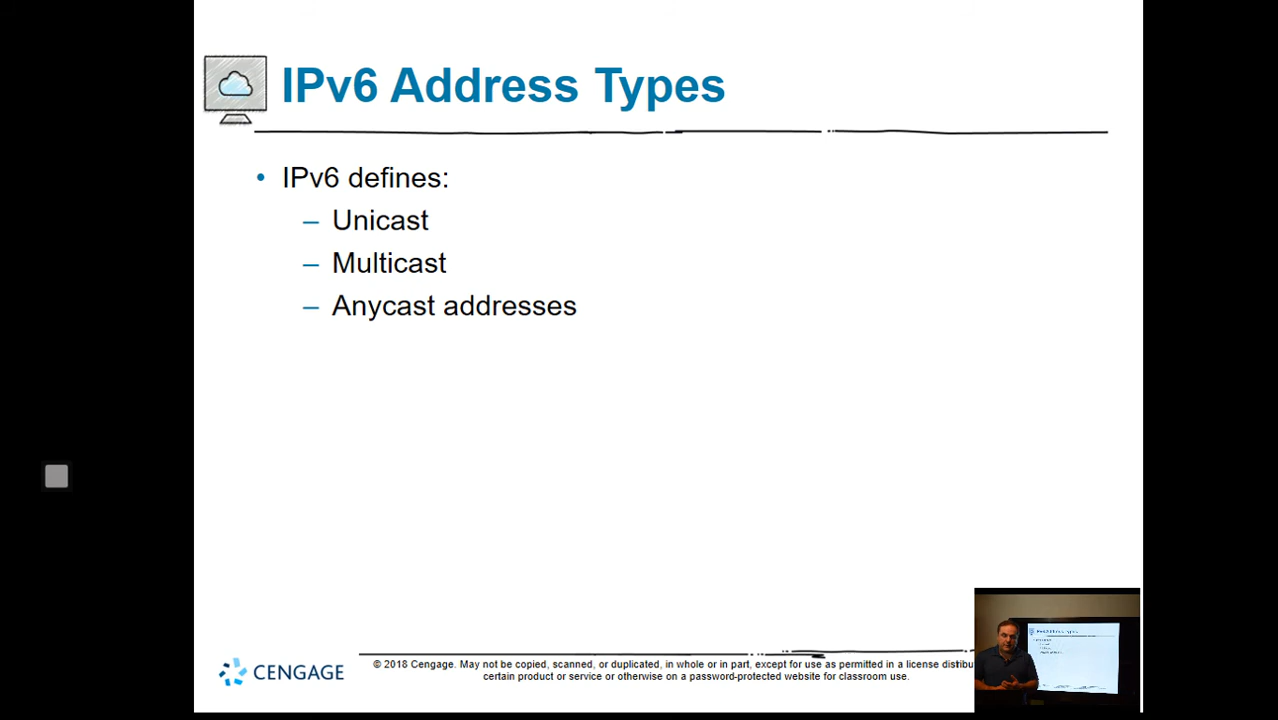 IPv6 Address Types
• IPv6 defines:
– Unicast
– Multicast
– Anycast addresses
CENGAGE
© 2018 Cengage. May not be copied, scanned, or duplicated, in whole or in part, except for use as permitted in a license
certain product or service or otherwise on a password-protected website for classroom use.